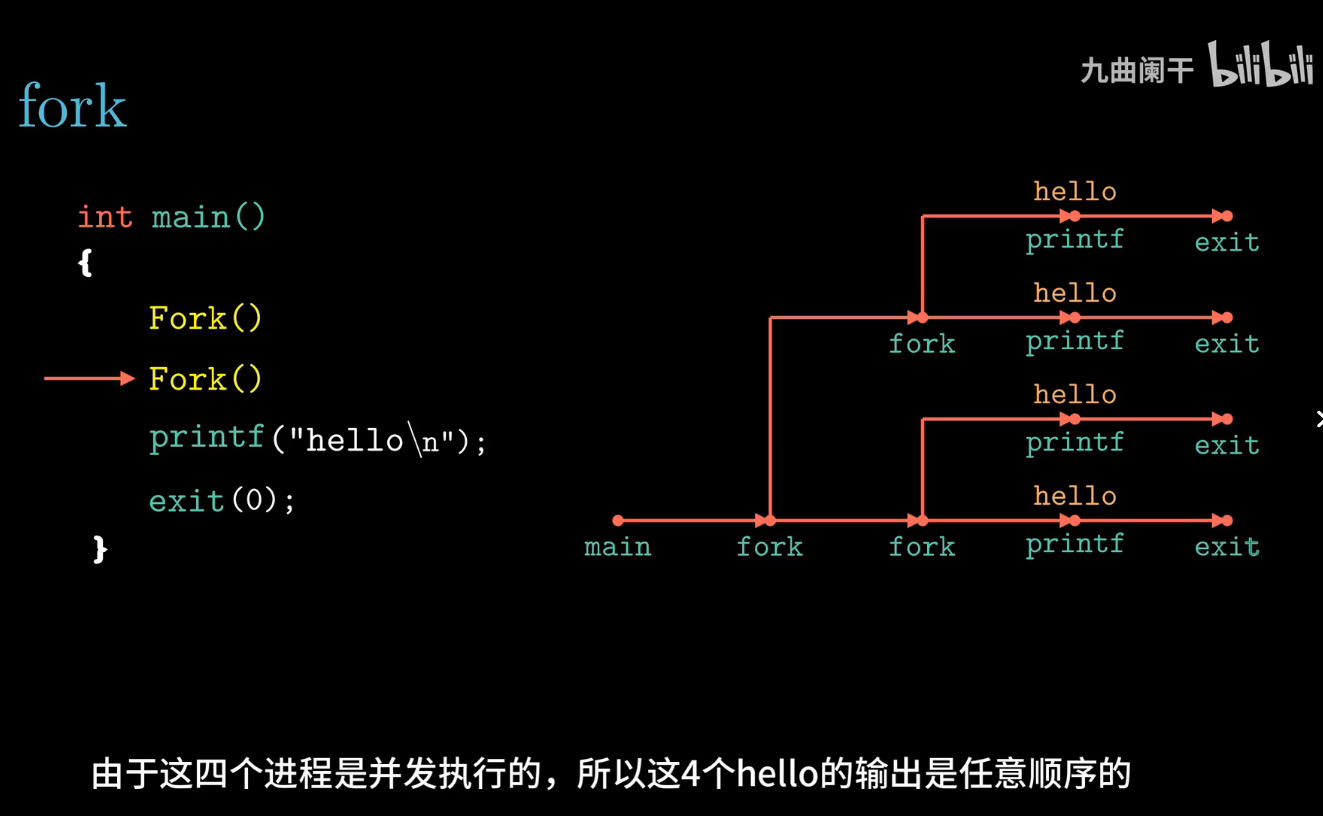 九曲阑干 bilibili
fork
int main()
{
Fork()
Fork()
printf("hello\n");
exit(0);
}
hello
printf exit
hello
fork printf exit
hello
printf exit
hello
main fork fork printf exit
由于这四个进程是并发执行的，所以这4个hello的输出是任意顺序的